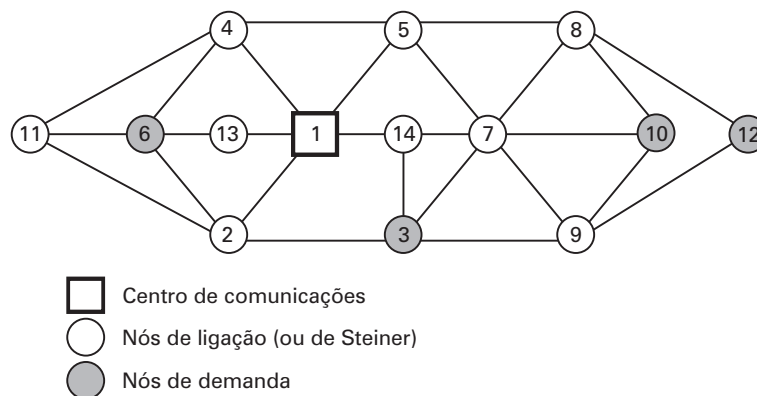 4 5 8
11 6 13 1 14 7 10 12
2 3 9
Centro de comunicações
Nós de ligação (ou de Steiner)
Nós de demanda